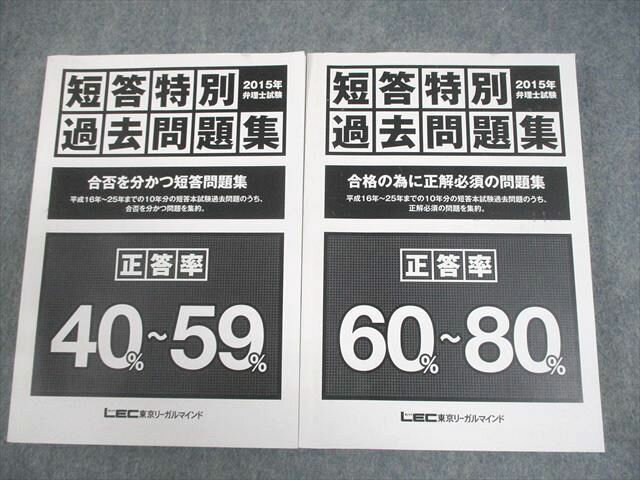 短答特別
2015年
弁理士試験
過去問題集
合否を分かつ短答問題集
平成16年~25年までの10年分の短答本試験過去問題のうち、
合否を分かつ問題を集約。
正答率
40%~59%
LEC東京リーガルマインド
短答特別
2015年
弁理士試験
過去問題集
合格の為に正解必須の問題集
平成16年~25年までの10年分の短答本試験過去問題のうち、
正解必須の問題を集約。
正答率
60%~80%
LEC東京リーガルマインド